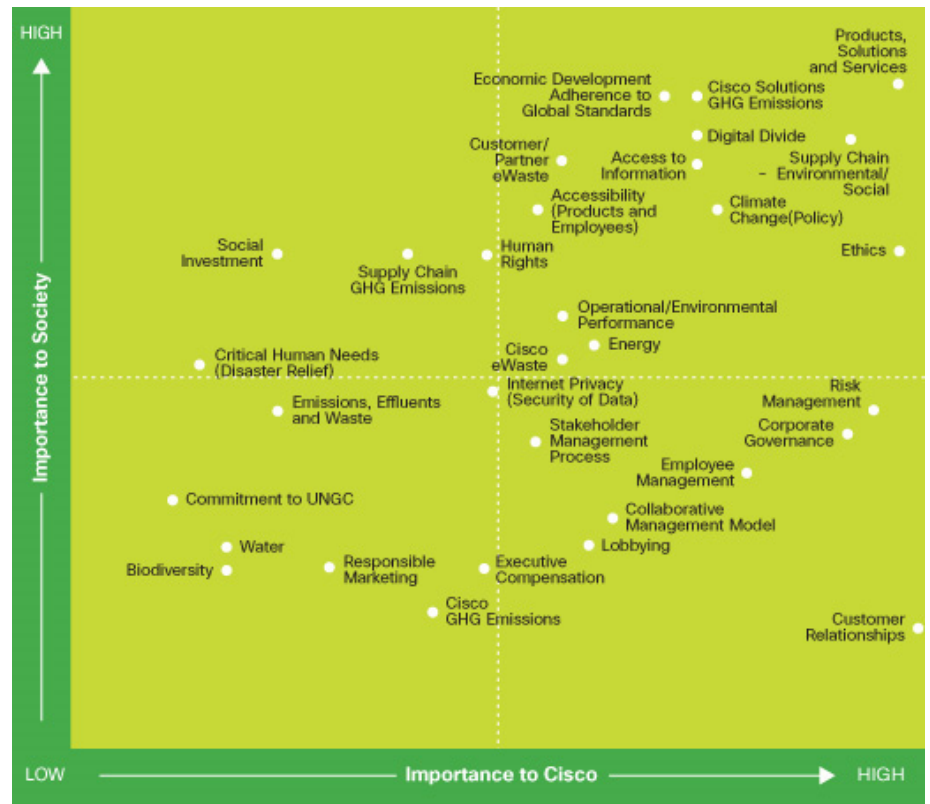 HIGH
Products,
Solutions
and Services
Economic Development
Adherence to
Global Standards
Cisco Solutions
GHG Emissions
Digital Divide
Customer/
Partner
eWaste
Access to
Information
Supply Chain
– Environmental/
Social
Accessibility
(Products and
Employees)
Climate
Change(Policy)
Social
Investment
Supply Chain
GHG Emissions
Human
Rights
Ethics
Operational/Environmental
Performance
Energy
Cisco
eWaste
Critical Human Needs
(Disaster Relief)
Internet Privacy
(Security of Data)
Risk
Management
Emissions, Effluents
and Waste
Stakeholder
Management
Process
Corporate
Governance
Employee
Management
Commitment to UNGC
Collaborative
Management Model
Lobbying
Water
Biodiversity
Responsible
Marketing
Executive
Compensation
Cisco
GHG Emissions
Customer
Relationships
Importance to Society
LOW
Importance to Cisco
HIGH